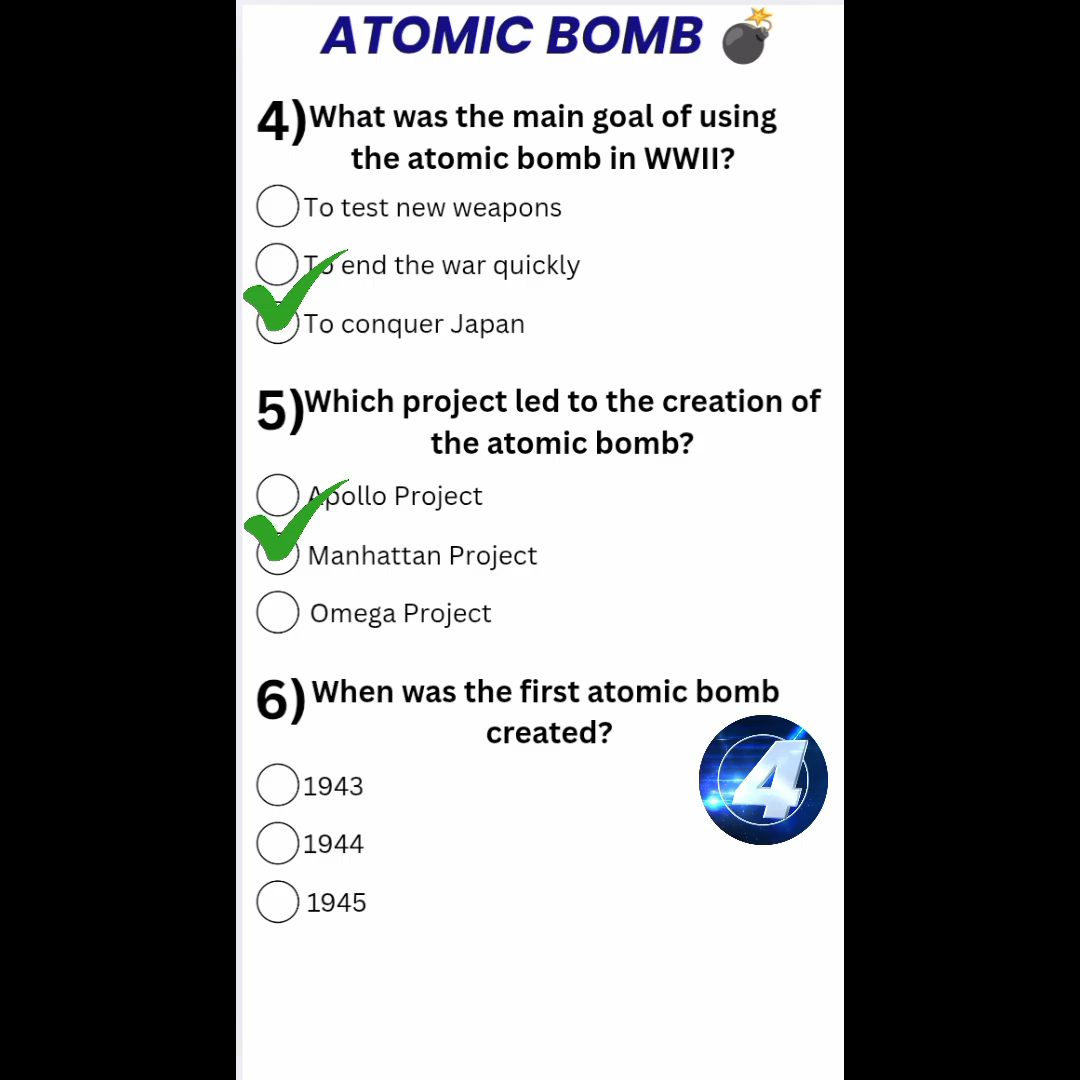 ATOMIC BOMB
4) What was the main goal of using
the atomic bomb in WWII?
To test new weapons
To end the war quickly
To conquer Japan
5) Which project led to the creation of
the atomic bomb?
Apollo Project
Manhattan Project
Omega Project
6) When was the first atomic bomb
created?
4
1943
1944
1945